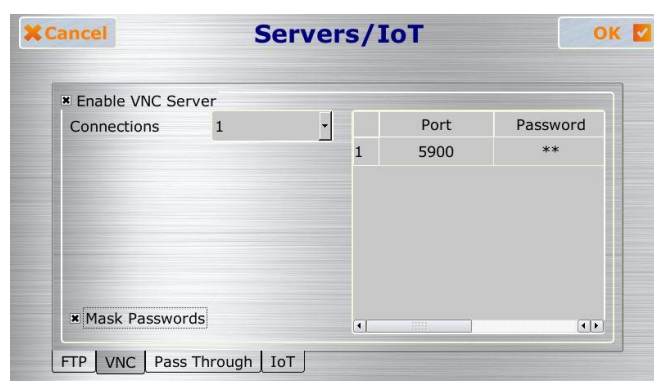 Cancel
Servers/IoT
OK
Enable VNC Server
Connections 1
Port Password
1 5900 **
Mask Passwords
FTP VNC Pass Through IoT